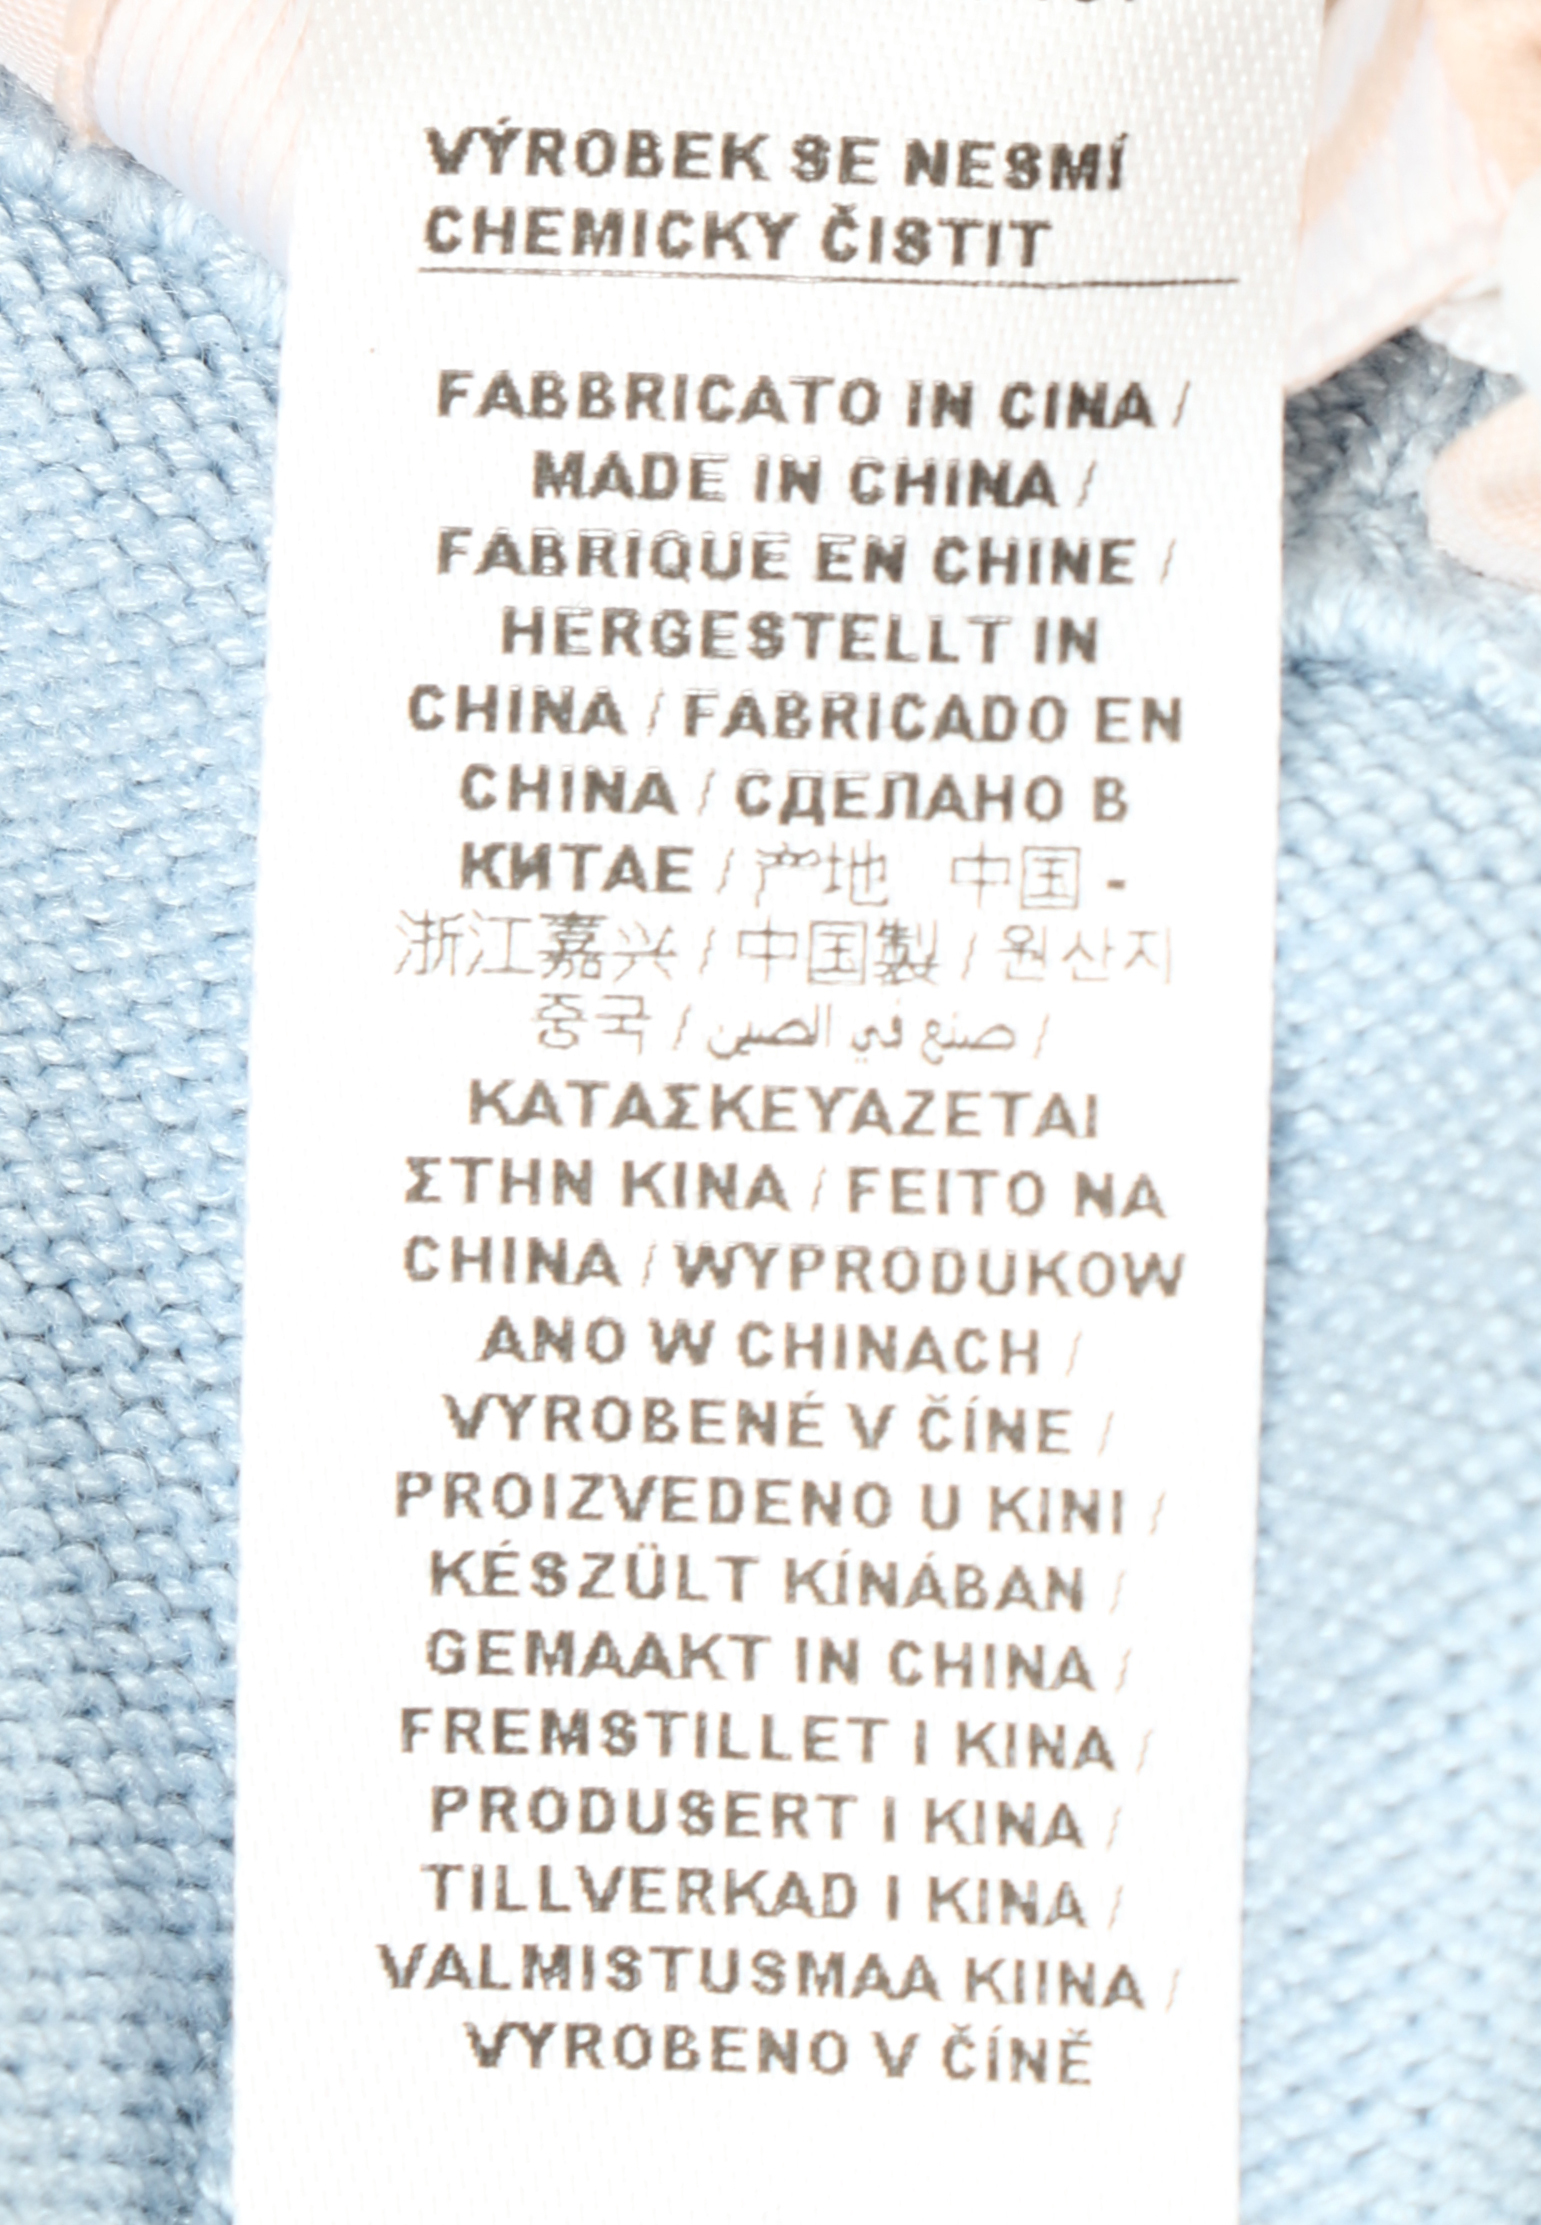 VÝROBEK SE NESMÍ
CHEMICKY ČISTIT
FABBRICATO IN CINA /
MADE IN CHINA /
FABRIQUE EN CHINE /
HERGESTELLT IN
CHINA / FABRICADO EN
CHINA / СДЕЛАНО В
КИТАЕ / 产地 中国 -
浙江嘉兴 / 中国製 / 원산지
중국 / صنع في الصين /
ΚΑΤΑΣΚΕΥΑΖΕΤΑΙ
ΣΤΗΝ ΚΙΝΑ / FEITO NA
CHINA / WYPRODUKOW
ANO W CHINACH /
VYROBENÉ V ČÍNE /
PROIZVEDENO U KINI /
KÉSZÜLT KÍNÁBAN /
GEMAAKT IN CHINA /
FREMSTILLET I KINA /
PRODUSERT I KINA /
TILLVERKAD I KINA /
VALMISTUSMAA KIINA /
VYROBENO V ČÍNĚ